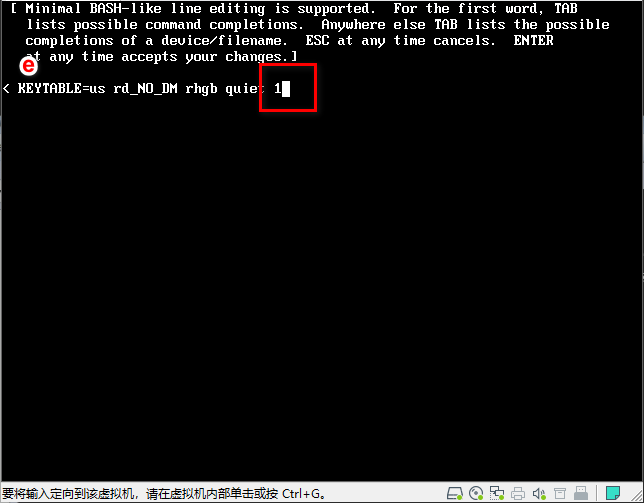 [ Minimal BASH-like line editing is supported.  For the first word, TAB
lists possible command completions.  Anywhere else TAB lists the possible
completions of a device/filename.  ESC at any time cancels.  ENTER
at any time accepts your changes.]
e
< KEYTABLE=us rd_NO_DM rhgb quiet 1
要将输入定向到该虚拟机，请在虚拟机内部单击或按 Ctrl+G。